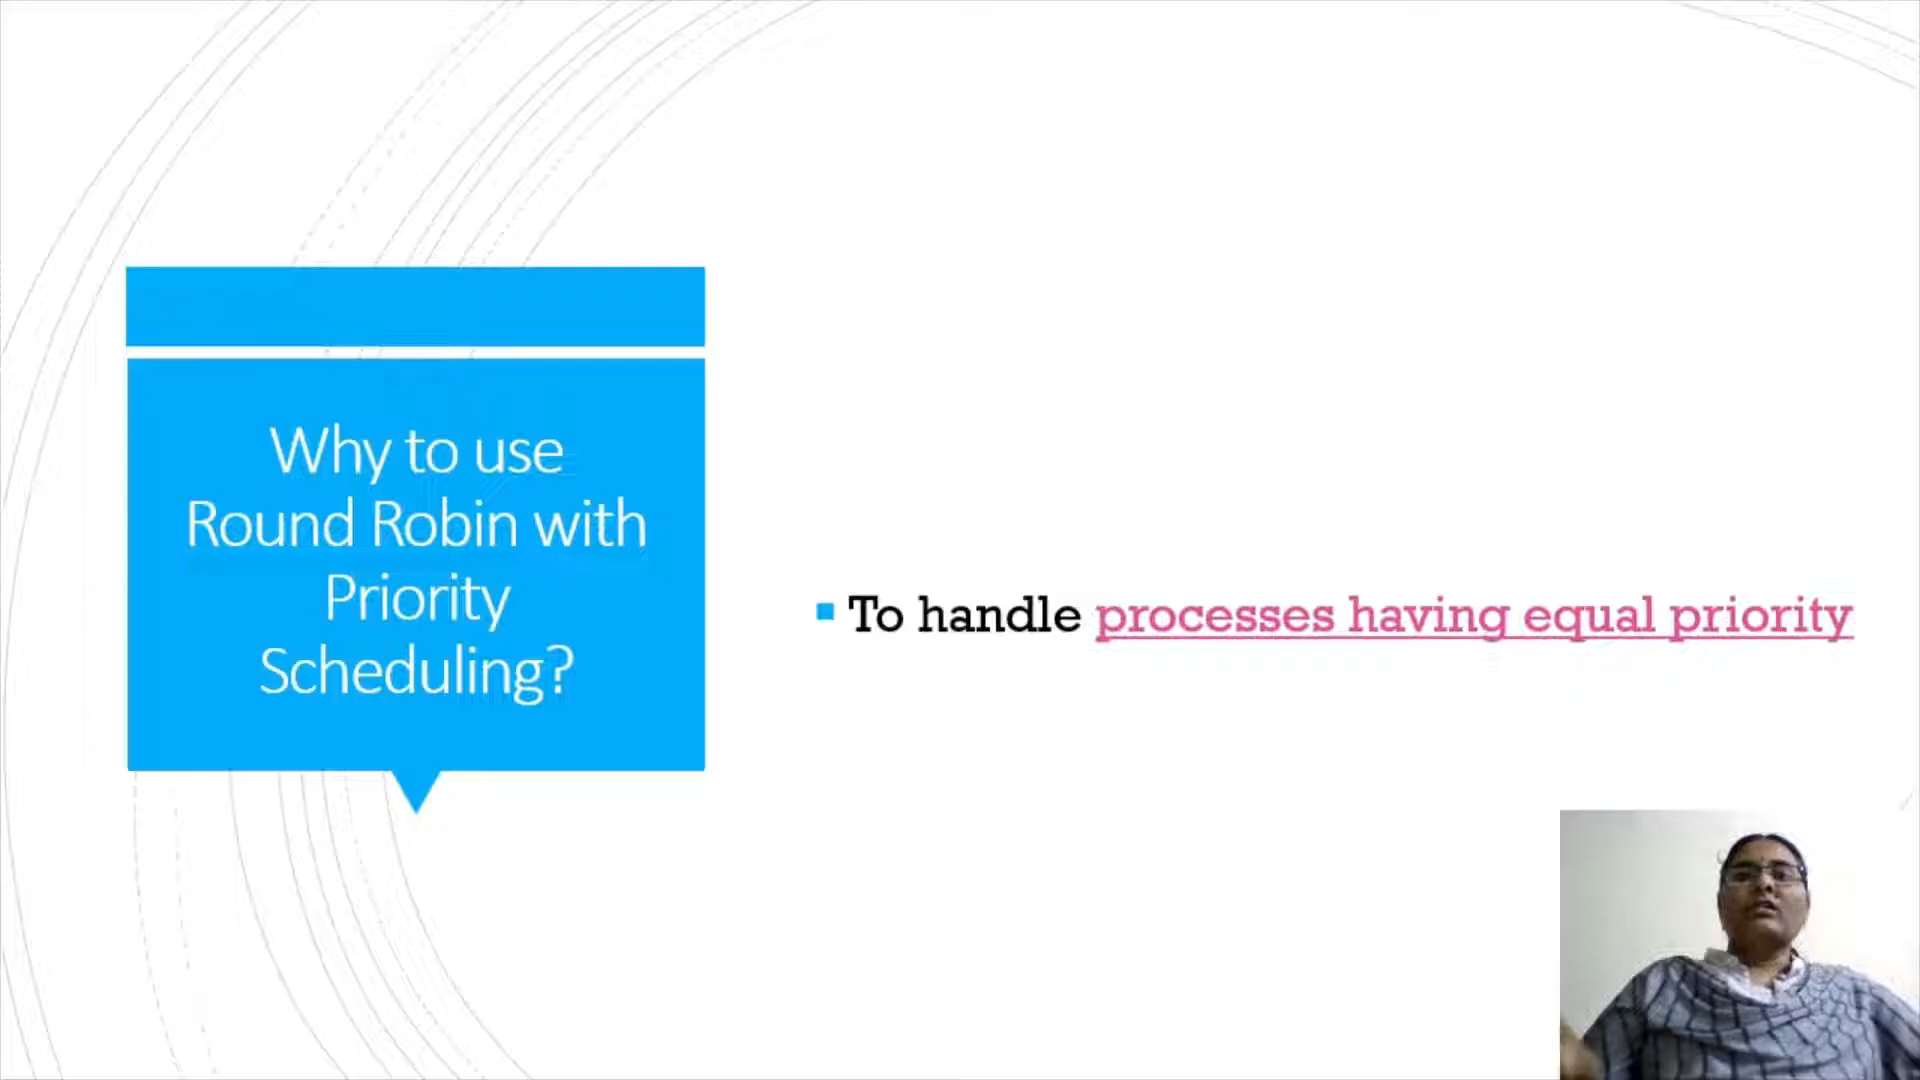 Why to use
Round Robin with
Priority
Scheduling?
To handle processes having equal priority